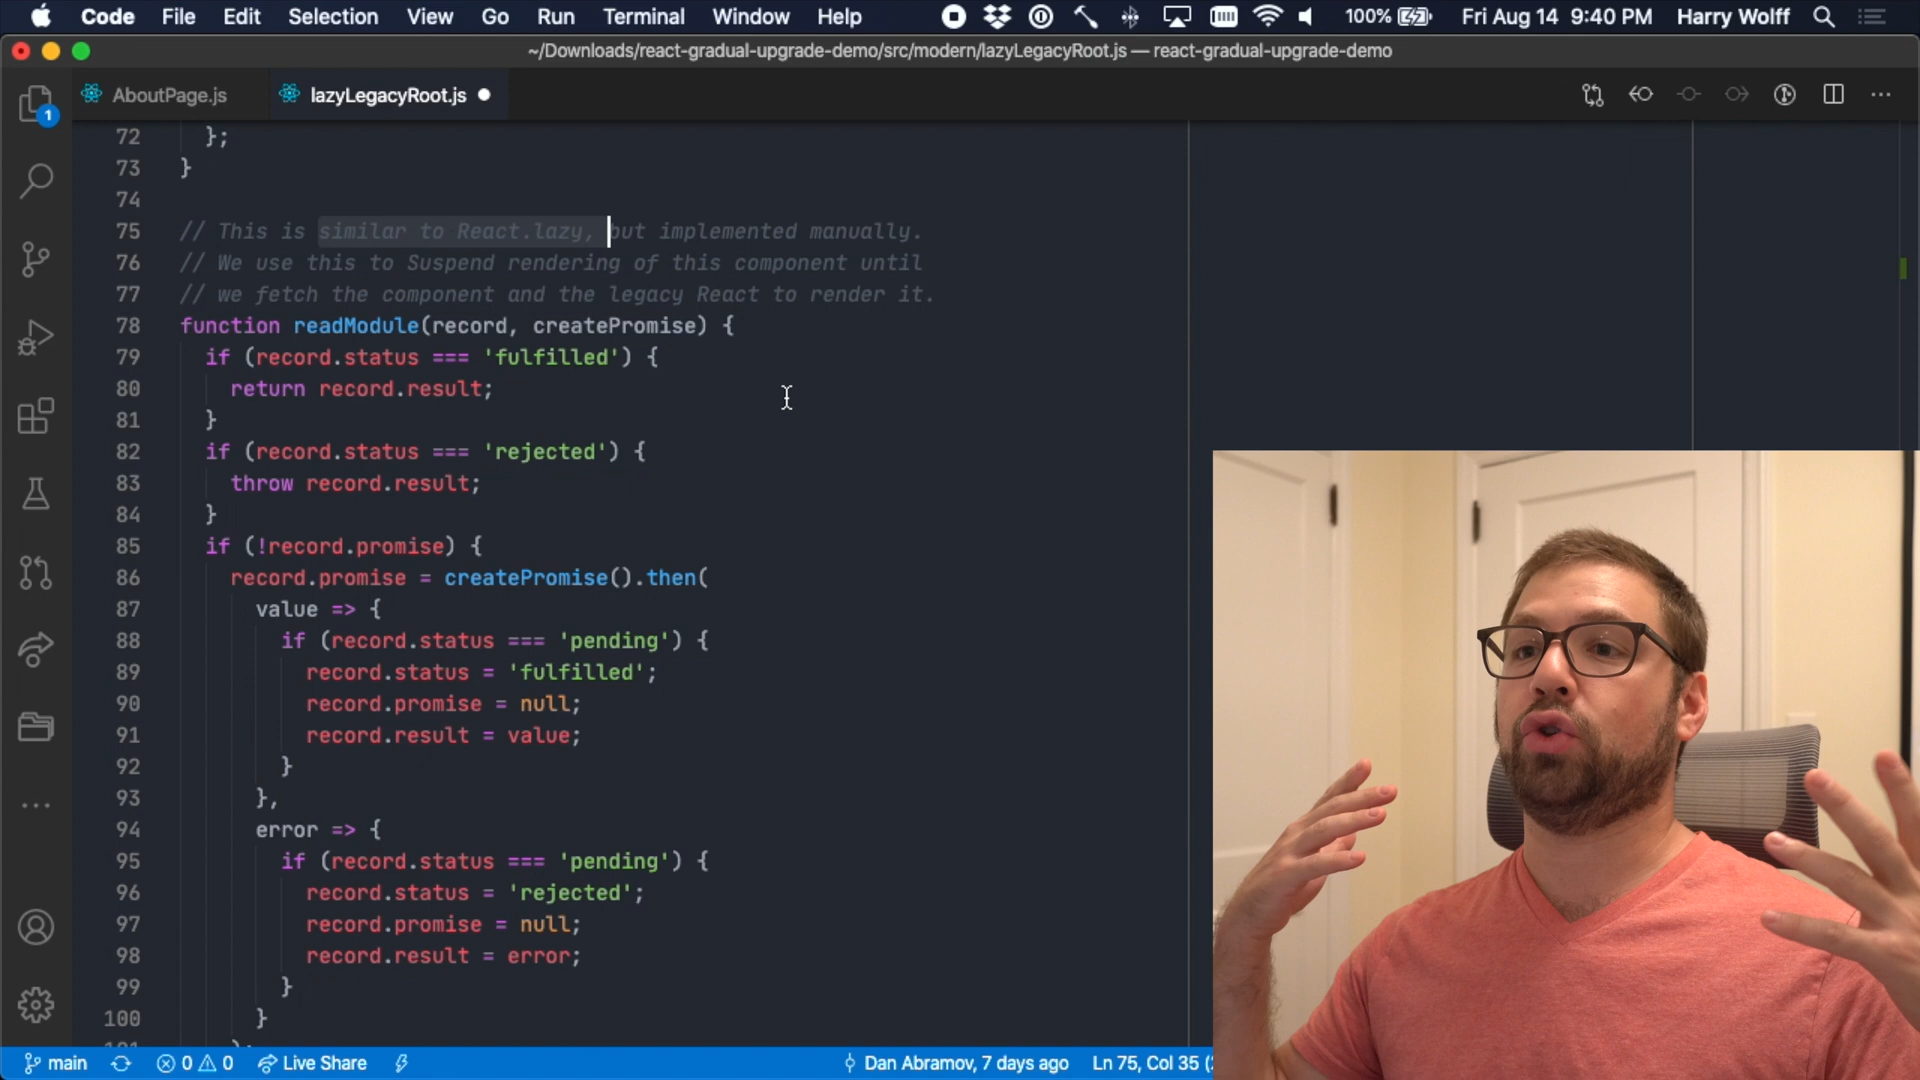 Code File Edit Selection View Go Run Terminal Window Help 100% Fri Aug 14 9:40 PM Harry Wolff
~/Downloads/react-gradual-upgrade-demo/src/modern/lazyLegacyRoot.js — react-gradual-upgrade-demo
1 AboutPage.js lazyLegacyRoot.js
72 };
73 }
74
75 // This is similar to React.lazy, but implemented manually.
76 // We use this to Suspend rendering of this component until
77 // we fetch the component and the legacy React to render it.
78 function readModule(record, createPromise) {
79 if (record.status === 'fulfilled') {
80 return record.result;
81 }
82 if (record.status === 'rejected') {
83 throw record.result;
84 }
85 if (!record.promise) {
86 record.promise = createPromise().then(
87 value => {
88 if (record.status === 'pending') {
89 record.status = 'fulfilled';
90 record.promise = null;
91 record.result = value;
92 }
93 },
94 error => {
95 if (record.status === 'pending') {
96 record.status = 'rejected';
97 record.promise = null;
98 record.result = error;
99 }
100 }
main 0 0 Live Share Dan Abramov, 7 days ago Ln 75, Col 35